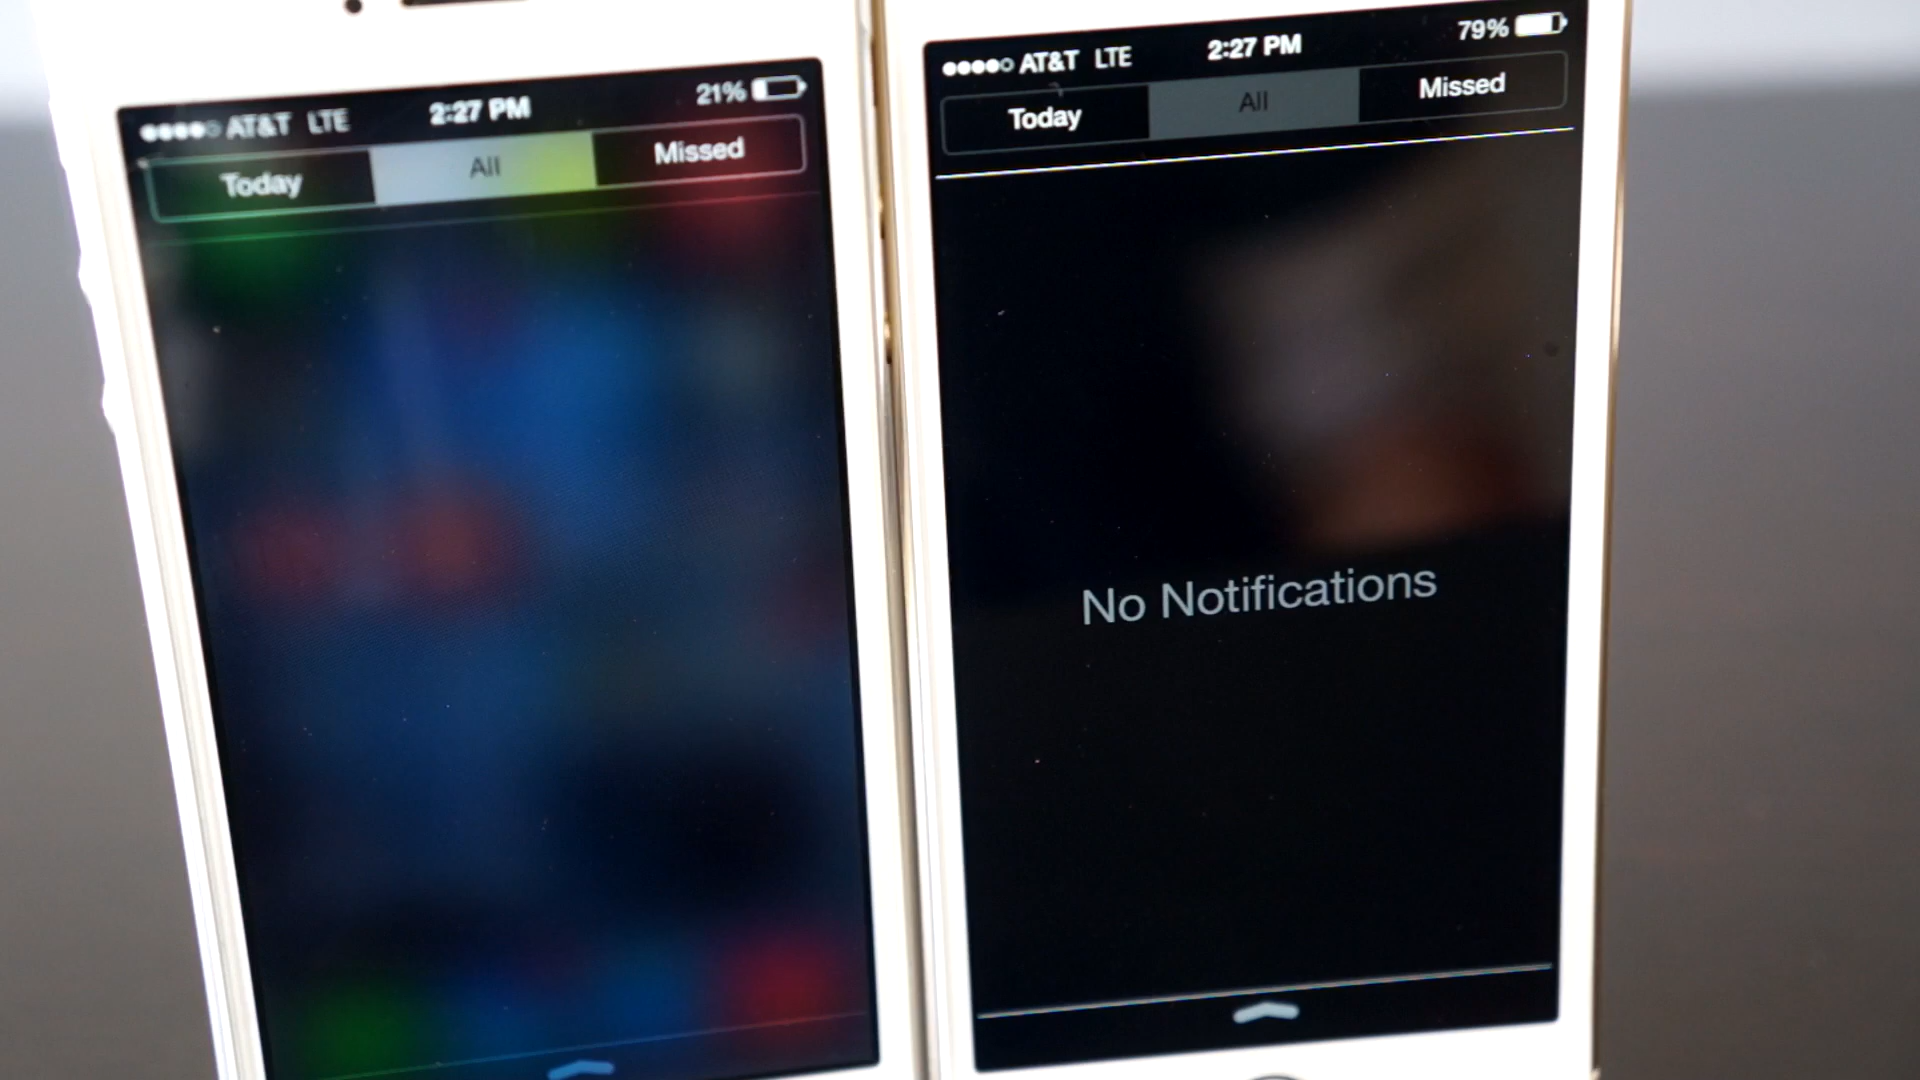 AT&T LTE 2:27 PM 21%
Today All Missed
AT&T LTE 2:27 PM 79%
Today All Missed
No Notifications